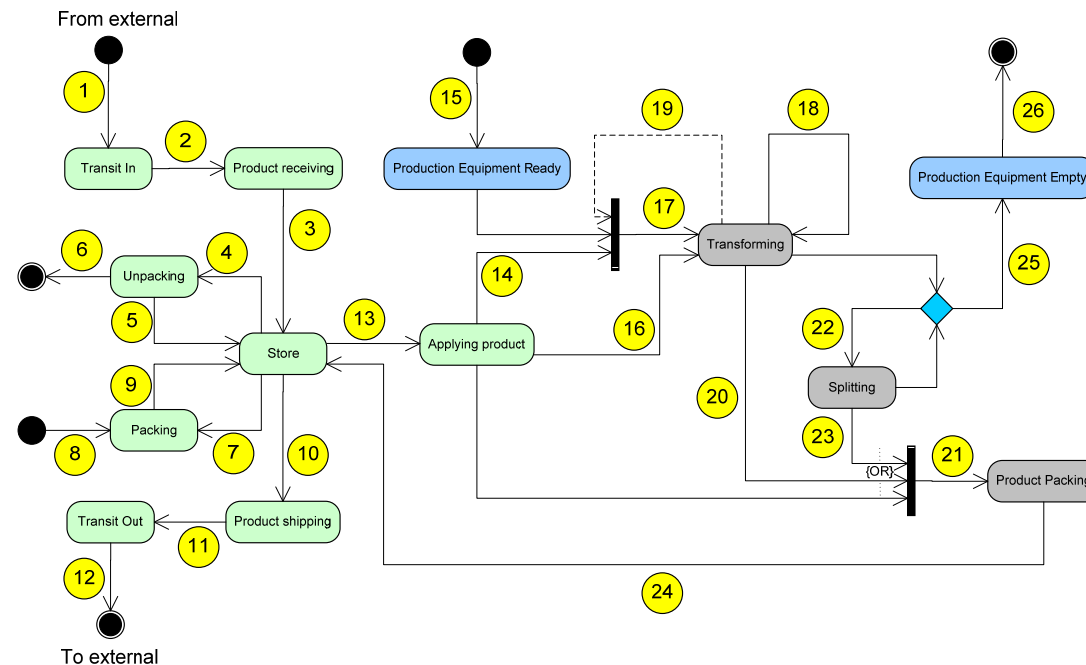 From external
1
15
19
18
26
2
Transit In
Product receiving
Production Equipment Ready
Production Equipment Empty
17
3
Transforming
6
4
Unpacking
14
25
5
13
16
22
Store
Applying product
9
Splitting
20
Packing
23
8
7
10
{OR}
21
Product Packing
Transit Out
Product shipping
11
12
24
To external